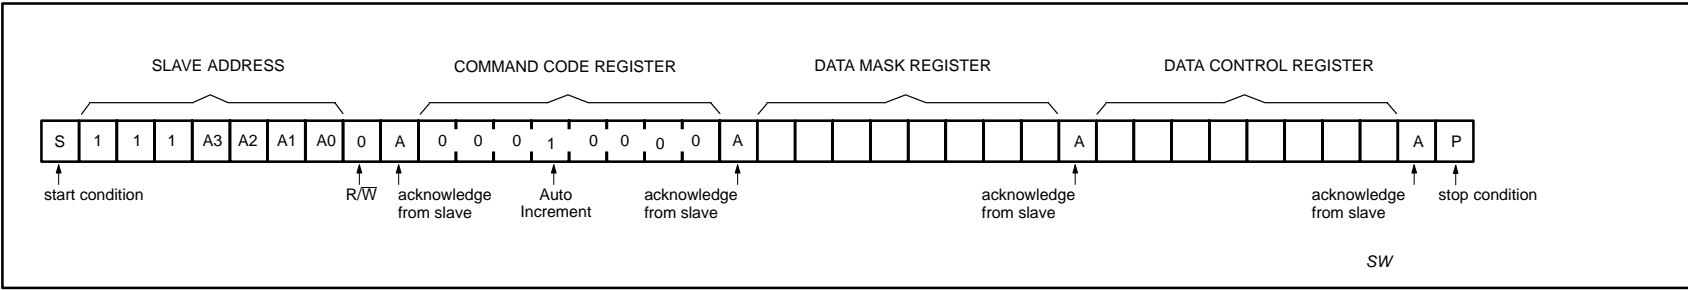 SLAVE ADDRESS COMMAND CODE REGISTER DATA MASK REGISTER DATA CONTROL REGISTER
S 1 1 1 A3 A2 A1 A0 0 A 0 0 0 1 0 0 0 0 A A A P
start condition R/W̅ acknowledge from slave Auto Increment acknowledge from slave acknowledge from slave acknowledge from slave stop condition
SW